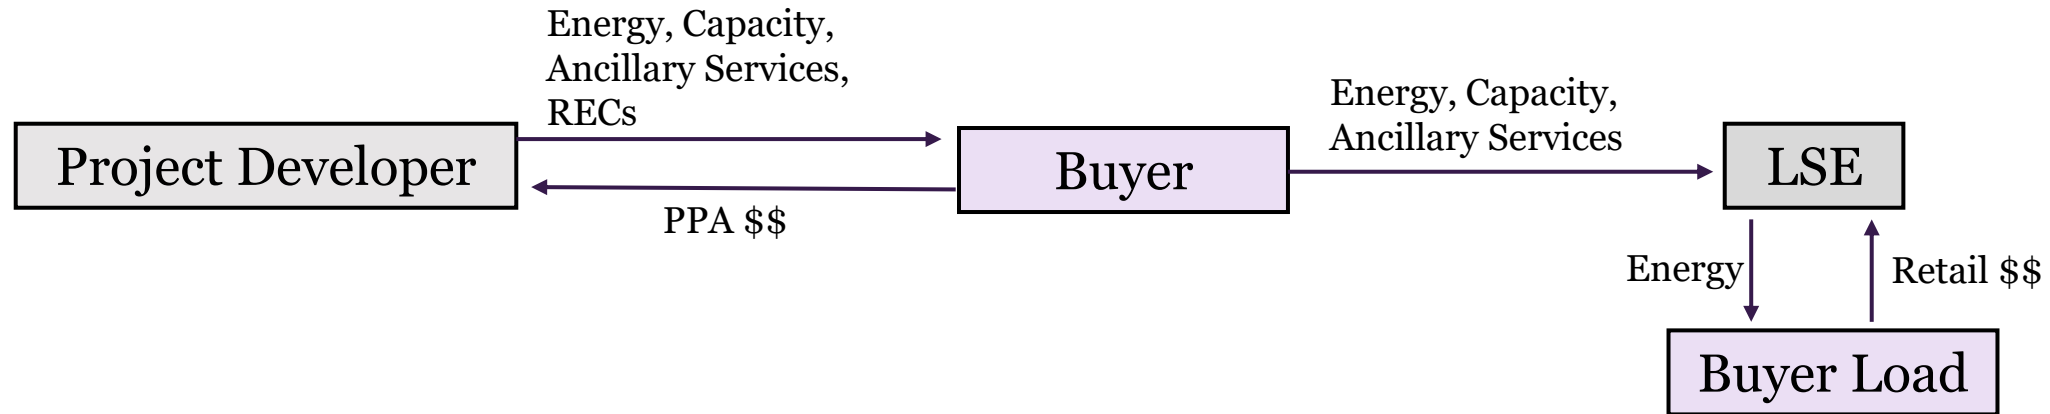 Energy, Capacity,
Ancillary Services,
RECs
Project Developer
PPA $$
Buyer
Energy, Capacity,
Ancillary Services
LSE
Energy
Retail $$
Buyer Load